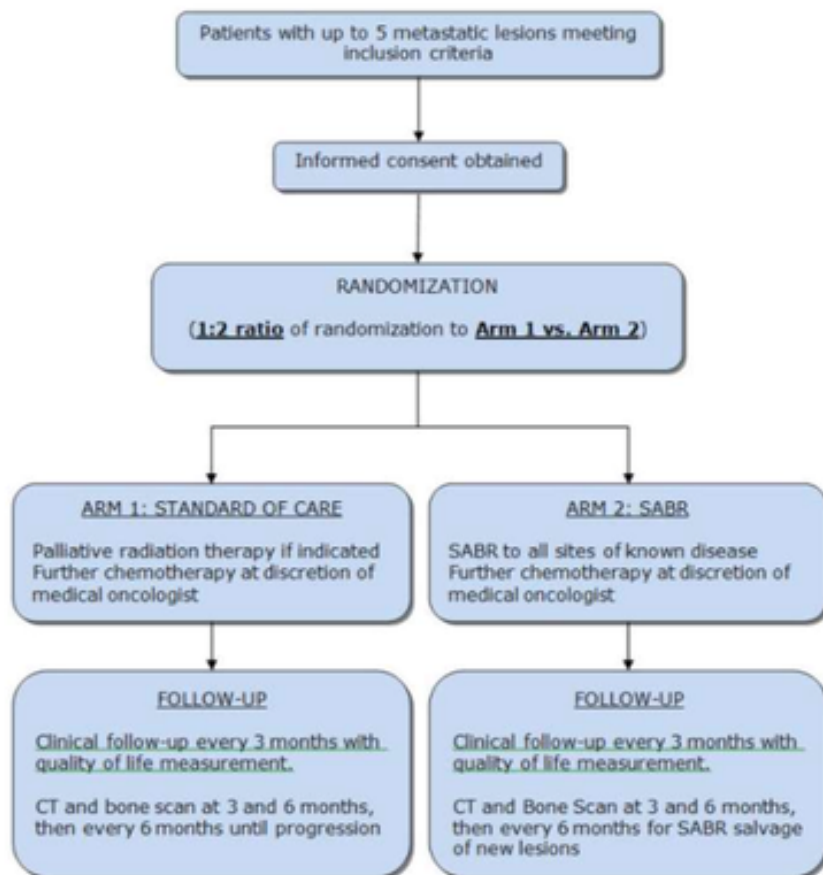 Patients with up to 5 metastatic lesions meeting
inclusion criteria
Informed consent obtained
RANDOMIZATION
(1:2 ratio of randomization to Arm 1 vs. Arm 2)
ARM 1: STANDARD OF CARE
Palliative radiation therapy if indicated
Further chemotherapy at discretion of
medical oncologist
ARM 2: SABR
SABR to all sites of known disease
Further chemotherapy at discretion of
medical oncologist
FOLLOW-UP
Clinical follow-up every 3 months with
quality of life measurement.
CT and bone scan at 3 and 6 months,
then every 6 months until progression
FOLLOW-UP
Clinical follow-up every 3 months with
quality of life measurement.
CT and Bone Scan at 3 and 6 months,
then every 6 months for SABR salvage
of new lesions